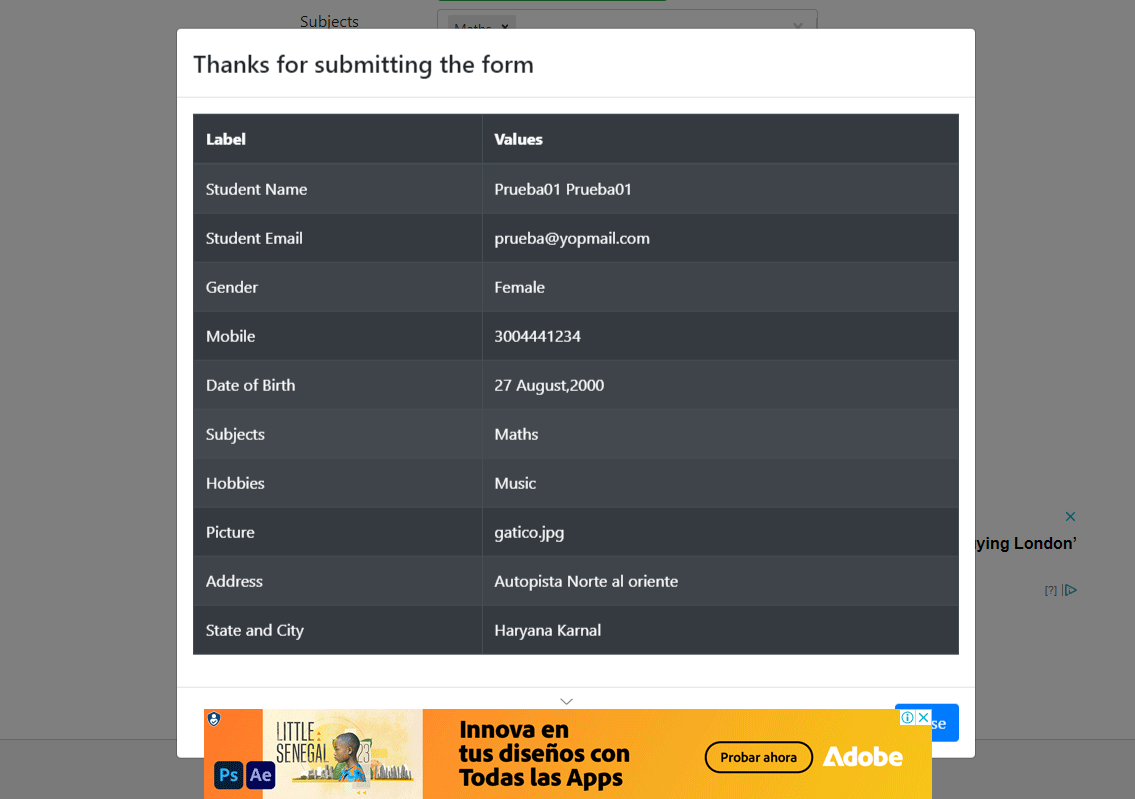 Subjects
Maths ×
Thanks for submitting the form
Label Values
Student Name Prueba01 Prueba01
Student Email prueba@yopmail.com
Gender Female
Mobile 3004441234
Date of Birth 27 August,2000
Subjects Maths
Hobbies Music
Picture gatico.jpg
Address Autopista Norte al oriente
State and City Haryana Karnal
London’
[?]
LITTLE
SENEGAL
Ps Ae
Innova en
tus diseños con
Todas las Apps
Probar ahora
Adobe